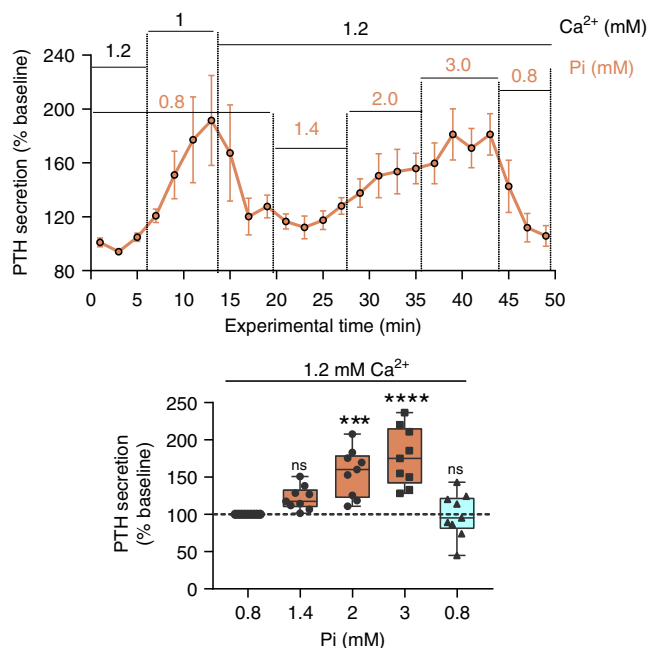 1
Ca²⁺ (mM)
1.2
1.2
Pi (mM)
3.0
0.8
2.0
0.8
1.4
PTH secretion (% baseline)
240
200
160
120
80
0 5 10 15 20 25 30 35 40 45 50
Experimental time (min)
1.2 mM Ca²⁺
PTH secretion
(% baseline)
250
200
150
100
50
0
ns
***
****
ns
0.8 1.4 2 3 0.8
Pi (mM)